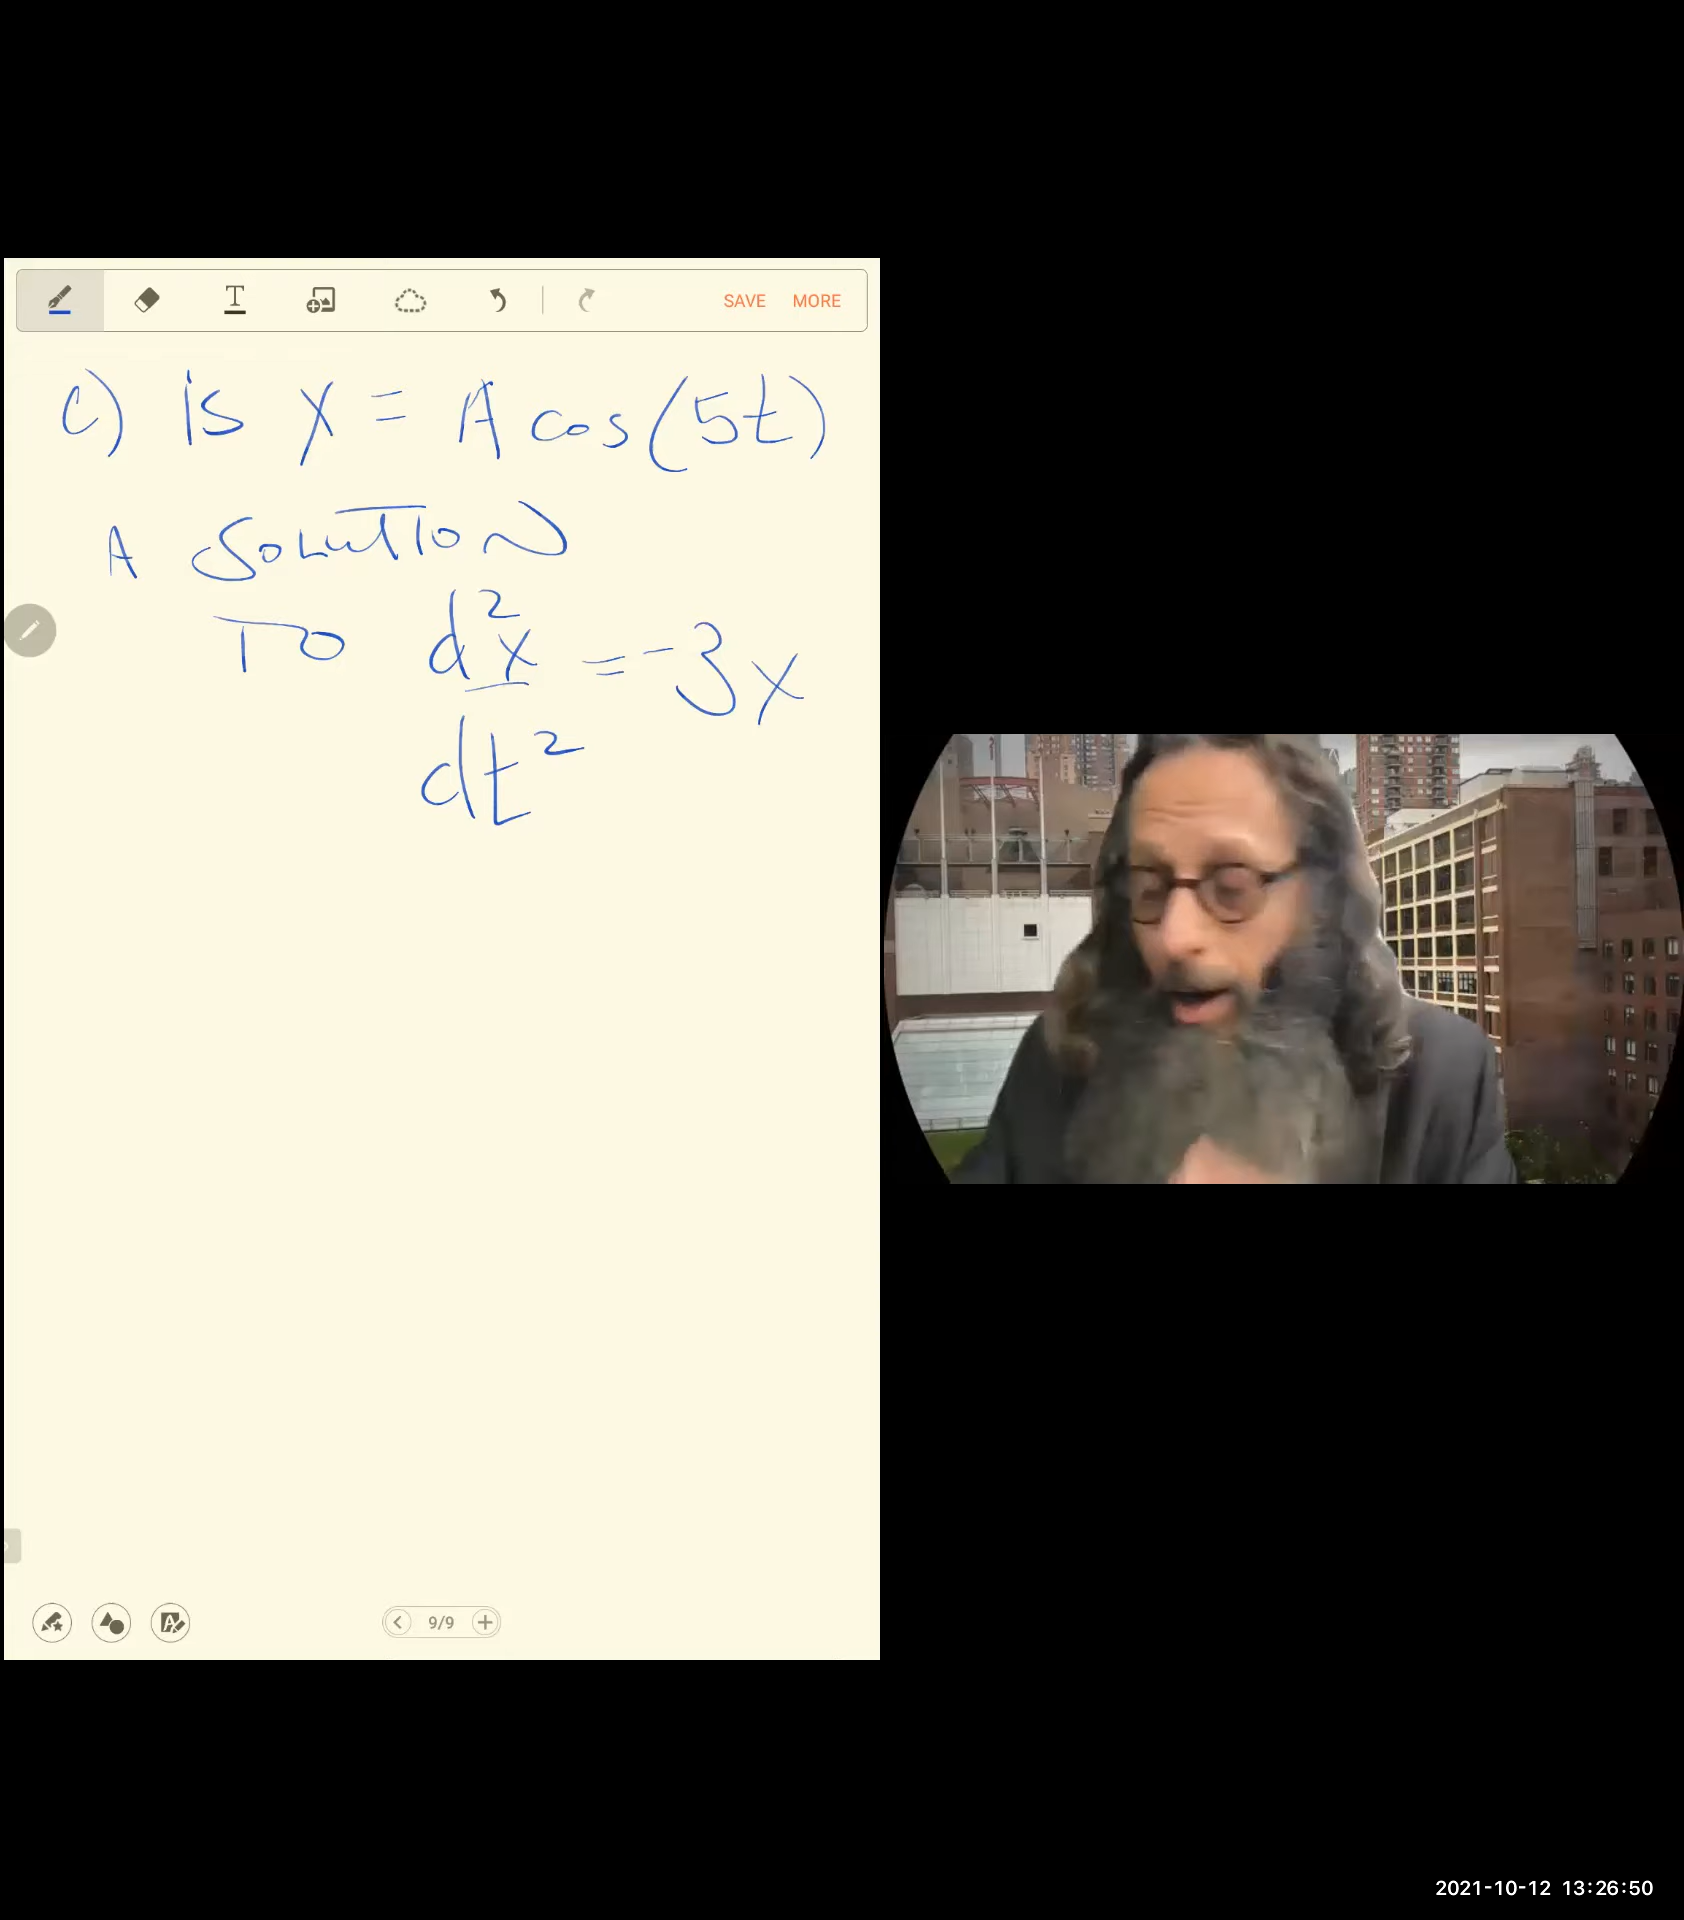 T
SAVE MORE
c) is x = A cos(5t)
A SOLUTION
TO d²x = -3x
dt²
A
9/9
2021-10-12 13:26:50